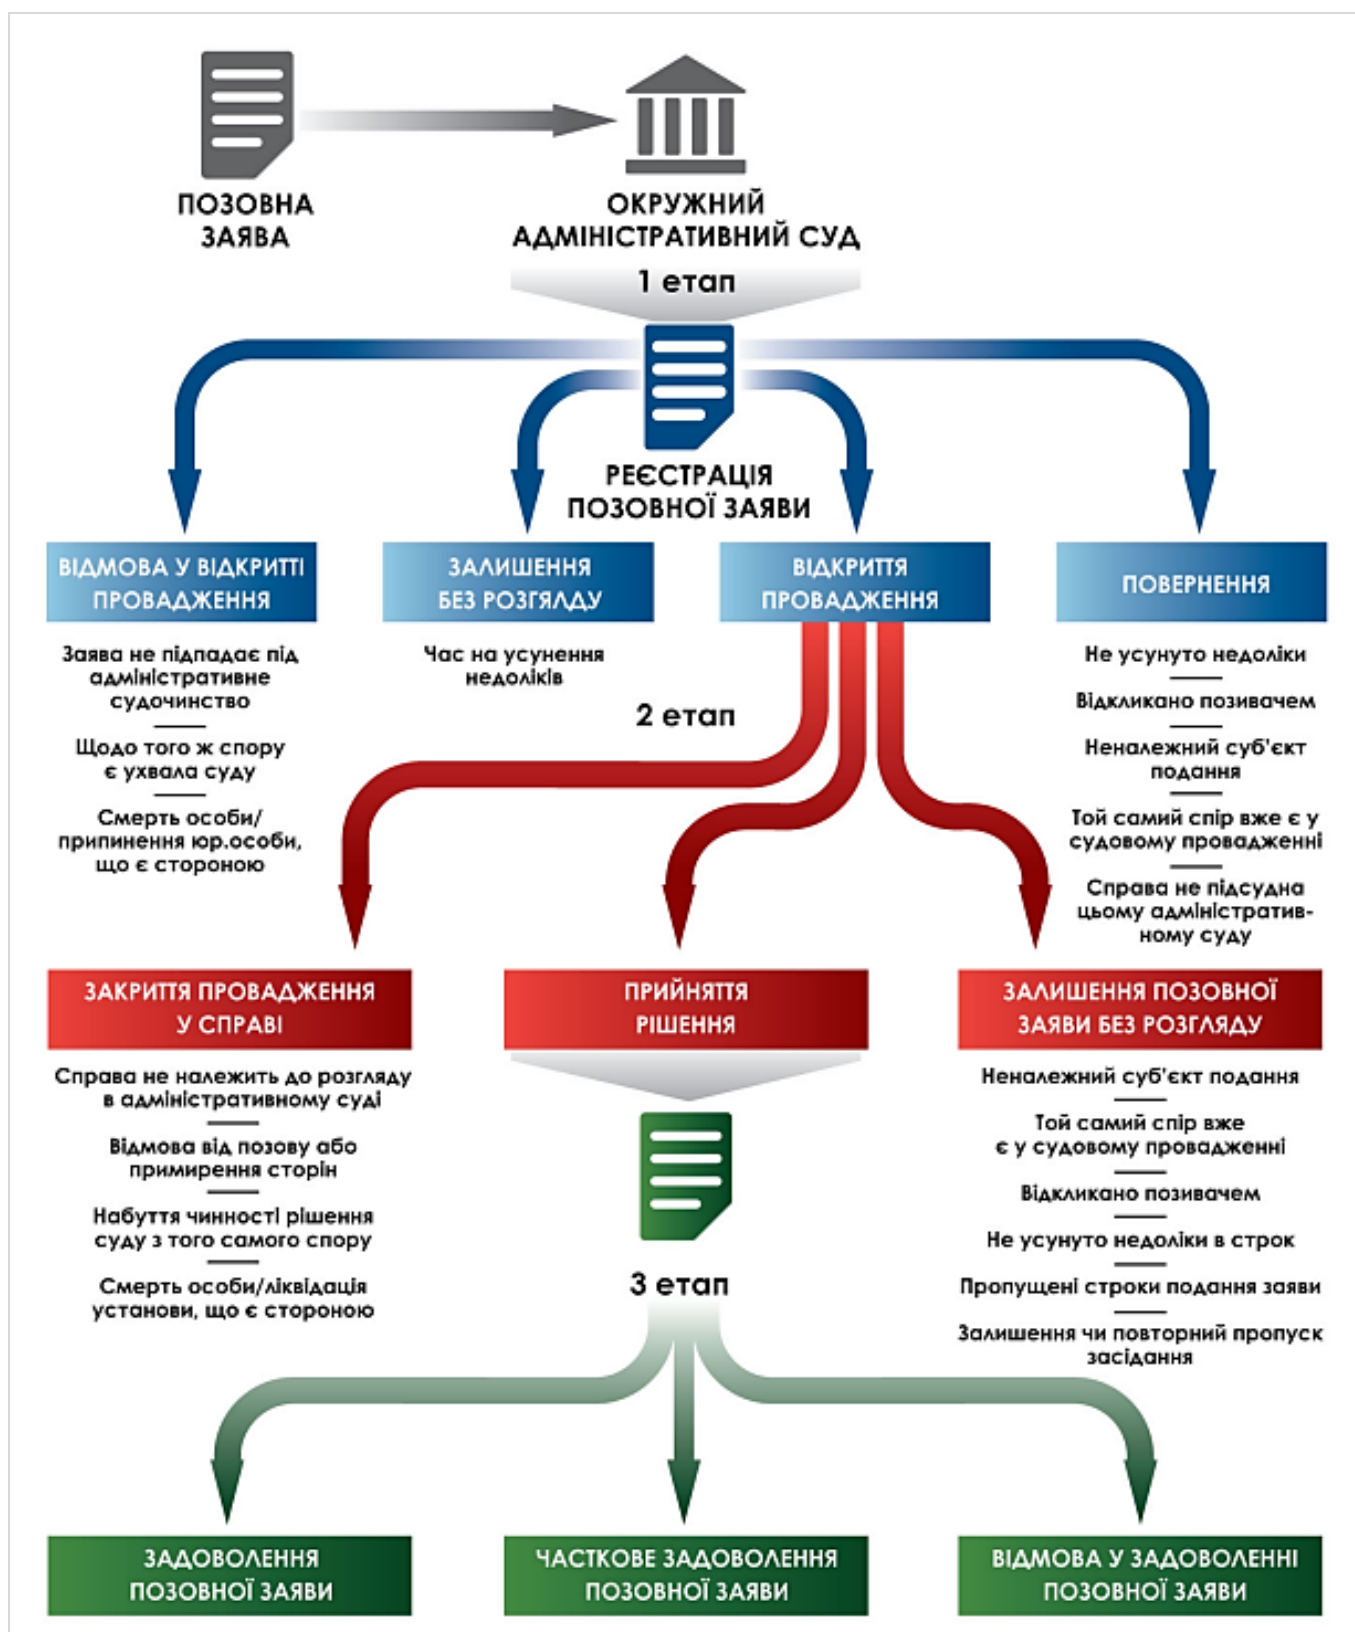 ПОЗОВНА
ЗАЯВА
ОКРУЖНИЙ
АДМІНІСТРАТИВНИЙ СУД
1 етап
РЕЄСТРАЦІЯ
ПОЗОВНОЇ ЗАЯВИ
ВІДМОВА У ВІДКРИТТІ
ПРОВАДЖЕННЯ
Заява не підпадає під
адміністративне
судочинство
Щодо того ж спору
є ухвала суду
Смерть особи/
припинення юр.особи,
що є стороною
ЗАЛИШЕННЯ
БЕЗ РОЗГЯЛДУ
Час на усунення
недоліків
ВІДКРИТТЯ
ПРОВАДЖЕННЯ
ПОВЕРНЕННЯ
Не усунуто недоліки
Відкликано позивачем
Неналежний суб'єкт
подання
Той самий спір вже є у
судовому провадженні
Справа не підсудна
цьому адміністратив-
ному суду
2 етап
ЗАКРИТТЯ ПРОВАДЖЕННЯ
У СПРАВІ
Справа не належить до розгляду
в адміністративному суді
Відмова від позову або
примирення сторін
Набуття чинності рішення
суду з того самого спору
Смерть особи/ліквідація
установи, що є стороною
ПРИЙНЯТТЯ
РІШЕННЯ
ЗАЛИШЕННЯ ПОЗОВНОЇ
ЗАЯВИ БЕЗ РОЗГЛЯДУ
Неналежний суб'єкт подання
Той самий спір вже
є у судовому провадженні
Відкликано позивачем
Не усунуто недоліки в строк
Пропущені строки подання заяви
Залишення чи повторний пропуск
засідання
3 етап
ЗАДОВОЛЕННЯ
ПОЗОВНОЇ ЗАЯВИ
ЧАСТКОВЕ ЗАДОВОЛЕННЯ
ПОЗОВНОЇ ЗАЯВИ
ВІДМОВА У ЗАДОВОЛЕННІ
ПОЗОВНОЇ ЗАЯВИ